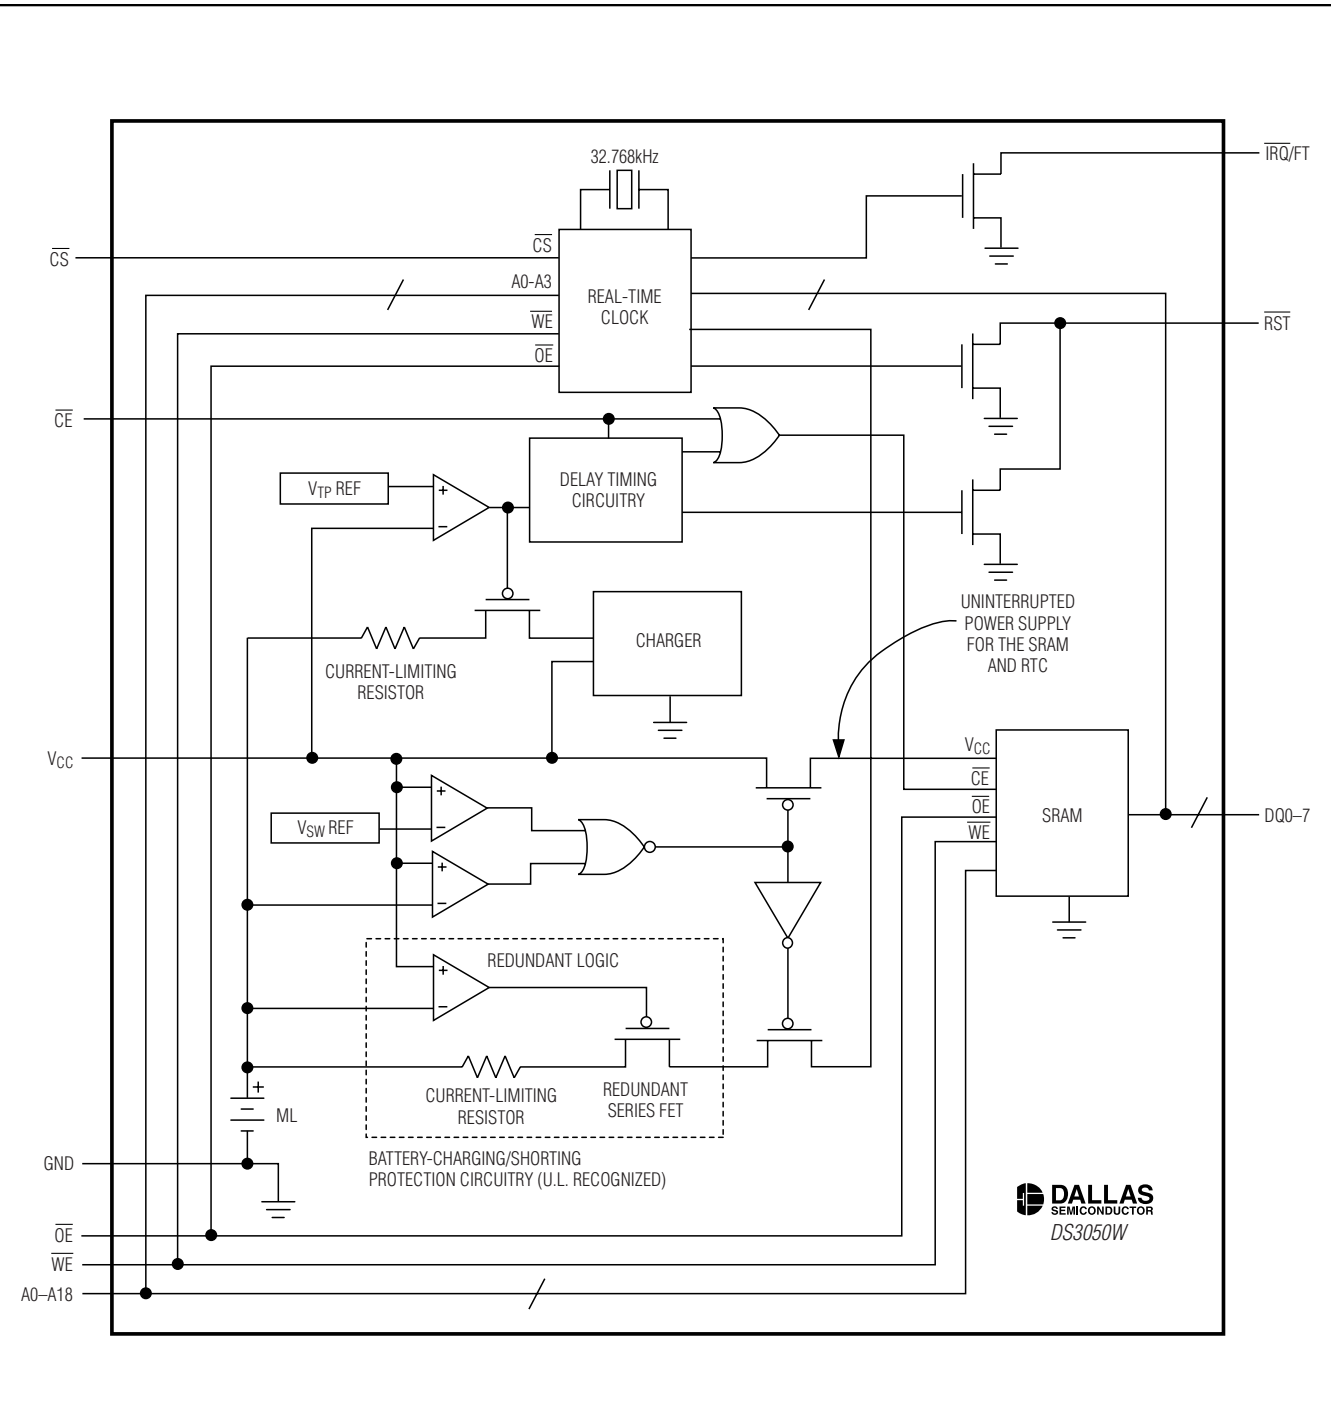 32.768kHz
IRQ/FT
CS
CS
A0-A3
REAL-TIME
CLOCK
WE
RST
OE
CE
DELAY TIMING
CIRCUITRY
VTP REF
+
–
UNINTERRUPTED
POWER SUPPLY
FOR THE SRAM
AND RTC
CHARGER
CURRENT-LIMITING
RESISTOR
VCC
VCC
CE
+
OE
SRAM
DQ0–7
VSW REF
–
WE
+
–
REDUNDANT LOGIC
+
–
CURRENT-LIMITING
RESISTOR
REDUNDANT
SERIES FET
+
ML
BATTERY-CHARGING/SHORTING
PROTECTION CIRCUITRY (U.L. RECOGNIZED)
GND
DALLAS
SEMICONDUCTOR
DS3050W
OE
WE
A0–A18